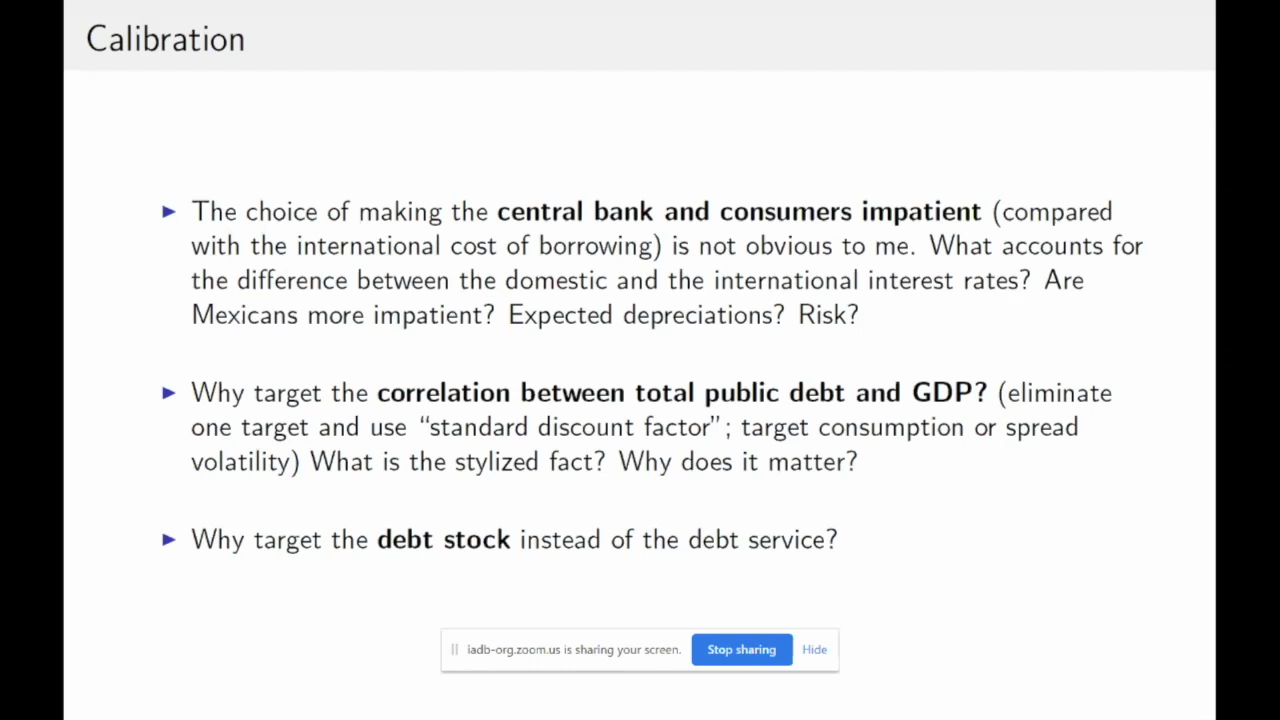 Calibration
The choice of making the central bank and consumers impatient (compared
with the international cost of borrowing) is not obvious to me. What accounts for
the difference between the domestic and the international interest rates? Are
Mexicans more impatient? Expected depreciations? Risk?
Why target the correlation between total public debt and GDP? (eliminate
one target and use “standard discount factor”; target consumption or spread
volatility) What is the stylized fact? Why does it matter?
Why target the debt stock instead of the debt service?
iadb-org.zoom.us is sharing your screen. Stop sharing Hide